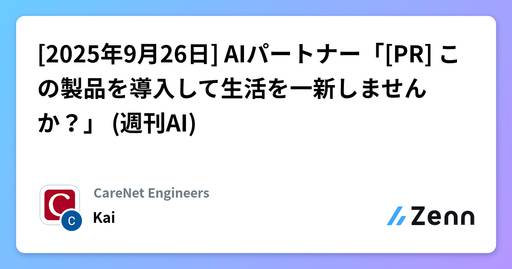 [2025年9月26日] AIパートナー「[PR] こ
の製品を導入して生活を一新しません
か？」 (週刊AI)
CareNet Engineers
C
C
Kai
Zenn